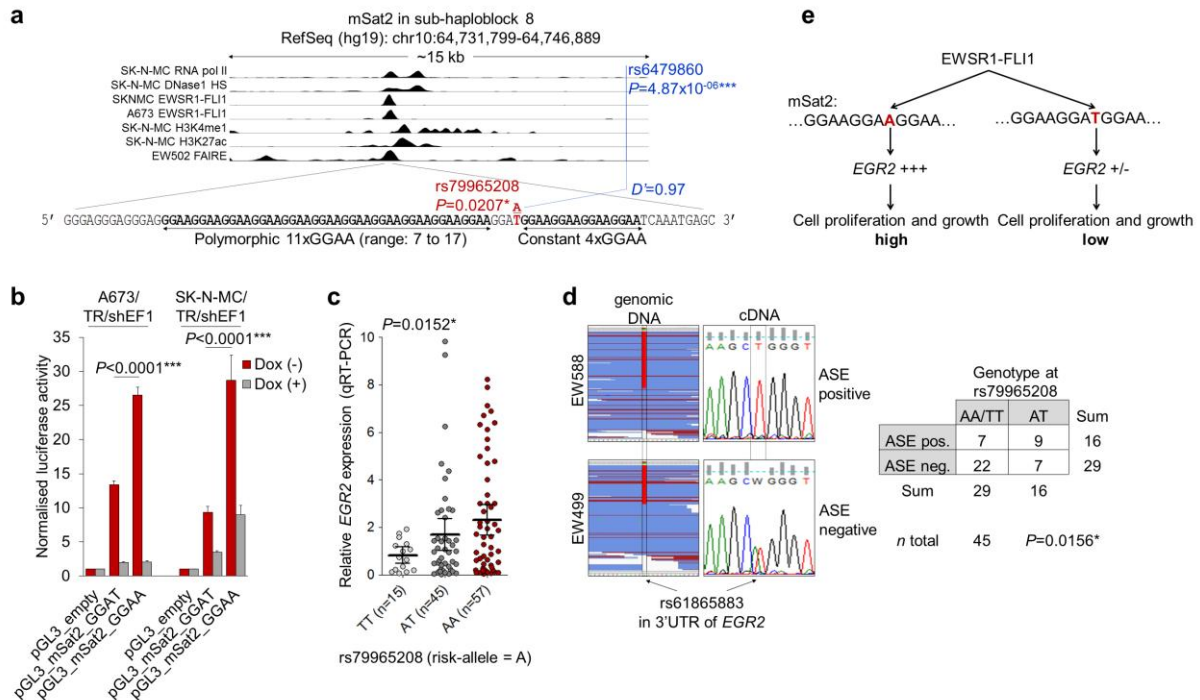 a
mSat2 in sub-haploblock 8
RefSeq (hg19): chr10:64,731,799-64,746,889
~15 kb
SK-N-MC RNA pol II
SK-N-MC DNase1 HS
SKNMC EWSR1-FLI1
A673 EWSR1-FLI1
SK-N-MC H3K4me1
SK-N-MC H3K27ac
EW502 FAIRE
rs6479860
P=4.87x10-06***
rs79965208
P=0.0207*
A
D'=0.97
5' GGGAGGGAGGGAGGGAAGGAAGGAAGGAAGGAAGGAAGGAAGGAAGGAAGGAAGGAAGGATGGAAGGAAGGAAGGAATCAAATGAGC 3'
Polymorphic 11xGGAA (range: 7 to 17)
Constant 4xGGAA
e
EWSR1-FLI1
mSat2:
…GGAAGGAAGGAA…
…GGAAGGATGGAA…
EGR2 +++
EGR2 +/-
Cell proliferation and growth
high
Cell proliferation and growth
low
b
A673/
TR/shEF1
SK-N-MC/
TR/shEF1
P<0.0001***
P<0.0001***
Dox (-)
Dox (+)
Normalised luciferase activity
35
30
25
20
15
10
5
0
pGL3_empty
pGL3_mSat2_GGAT
pGL3_mSat2_GGAA
pGL3_empty
pGL3_mSat2_GGAT
pGL3_mSat2_GGAA
c
P=0.0152*
Relative EGR2 expression (qRT-PCR)
10
8
6
4
2
0
TT (n=15)
AT (n=45)
AA (n=57)
rs79965208 (risk-allele = A)
d
genomic
DNA
cDNA
EW588
A A G C T G G G T
ASE
positive
EW499
A A G C W G G G T
ASE
negative
rs61865883
in 3'UTR of EGR2
Genotype at
rs79965208
AA/TT AT Sum
ASE pos. 7 9 16
ASE neg. 22 7 29
Sum 29 16
n total 45 P=0.0156*